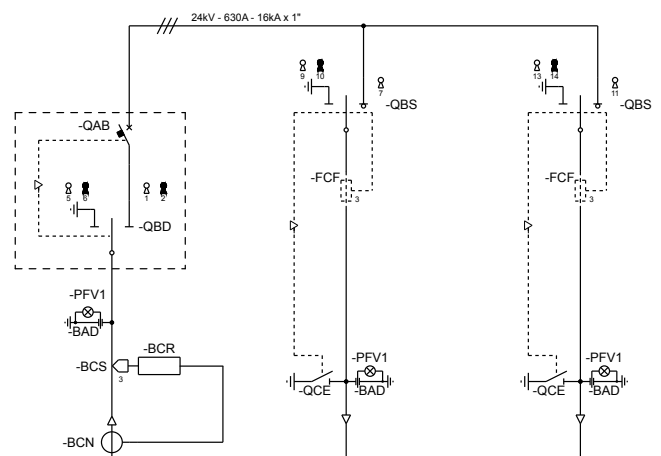 24kV - 630A - 16kA x 1"
9 10
13 14
7
11
-QBS
-QBS
-QAB
5 6
1 2
-FCF
3
-FCF
3
-QBD
-PFV1
-BAD
-BCR
-BCS
3
-PFV1
-QCE
-BAD
-PFV1
-QCE
-BAD
-BCN